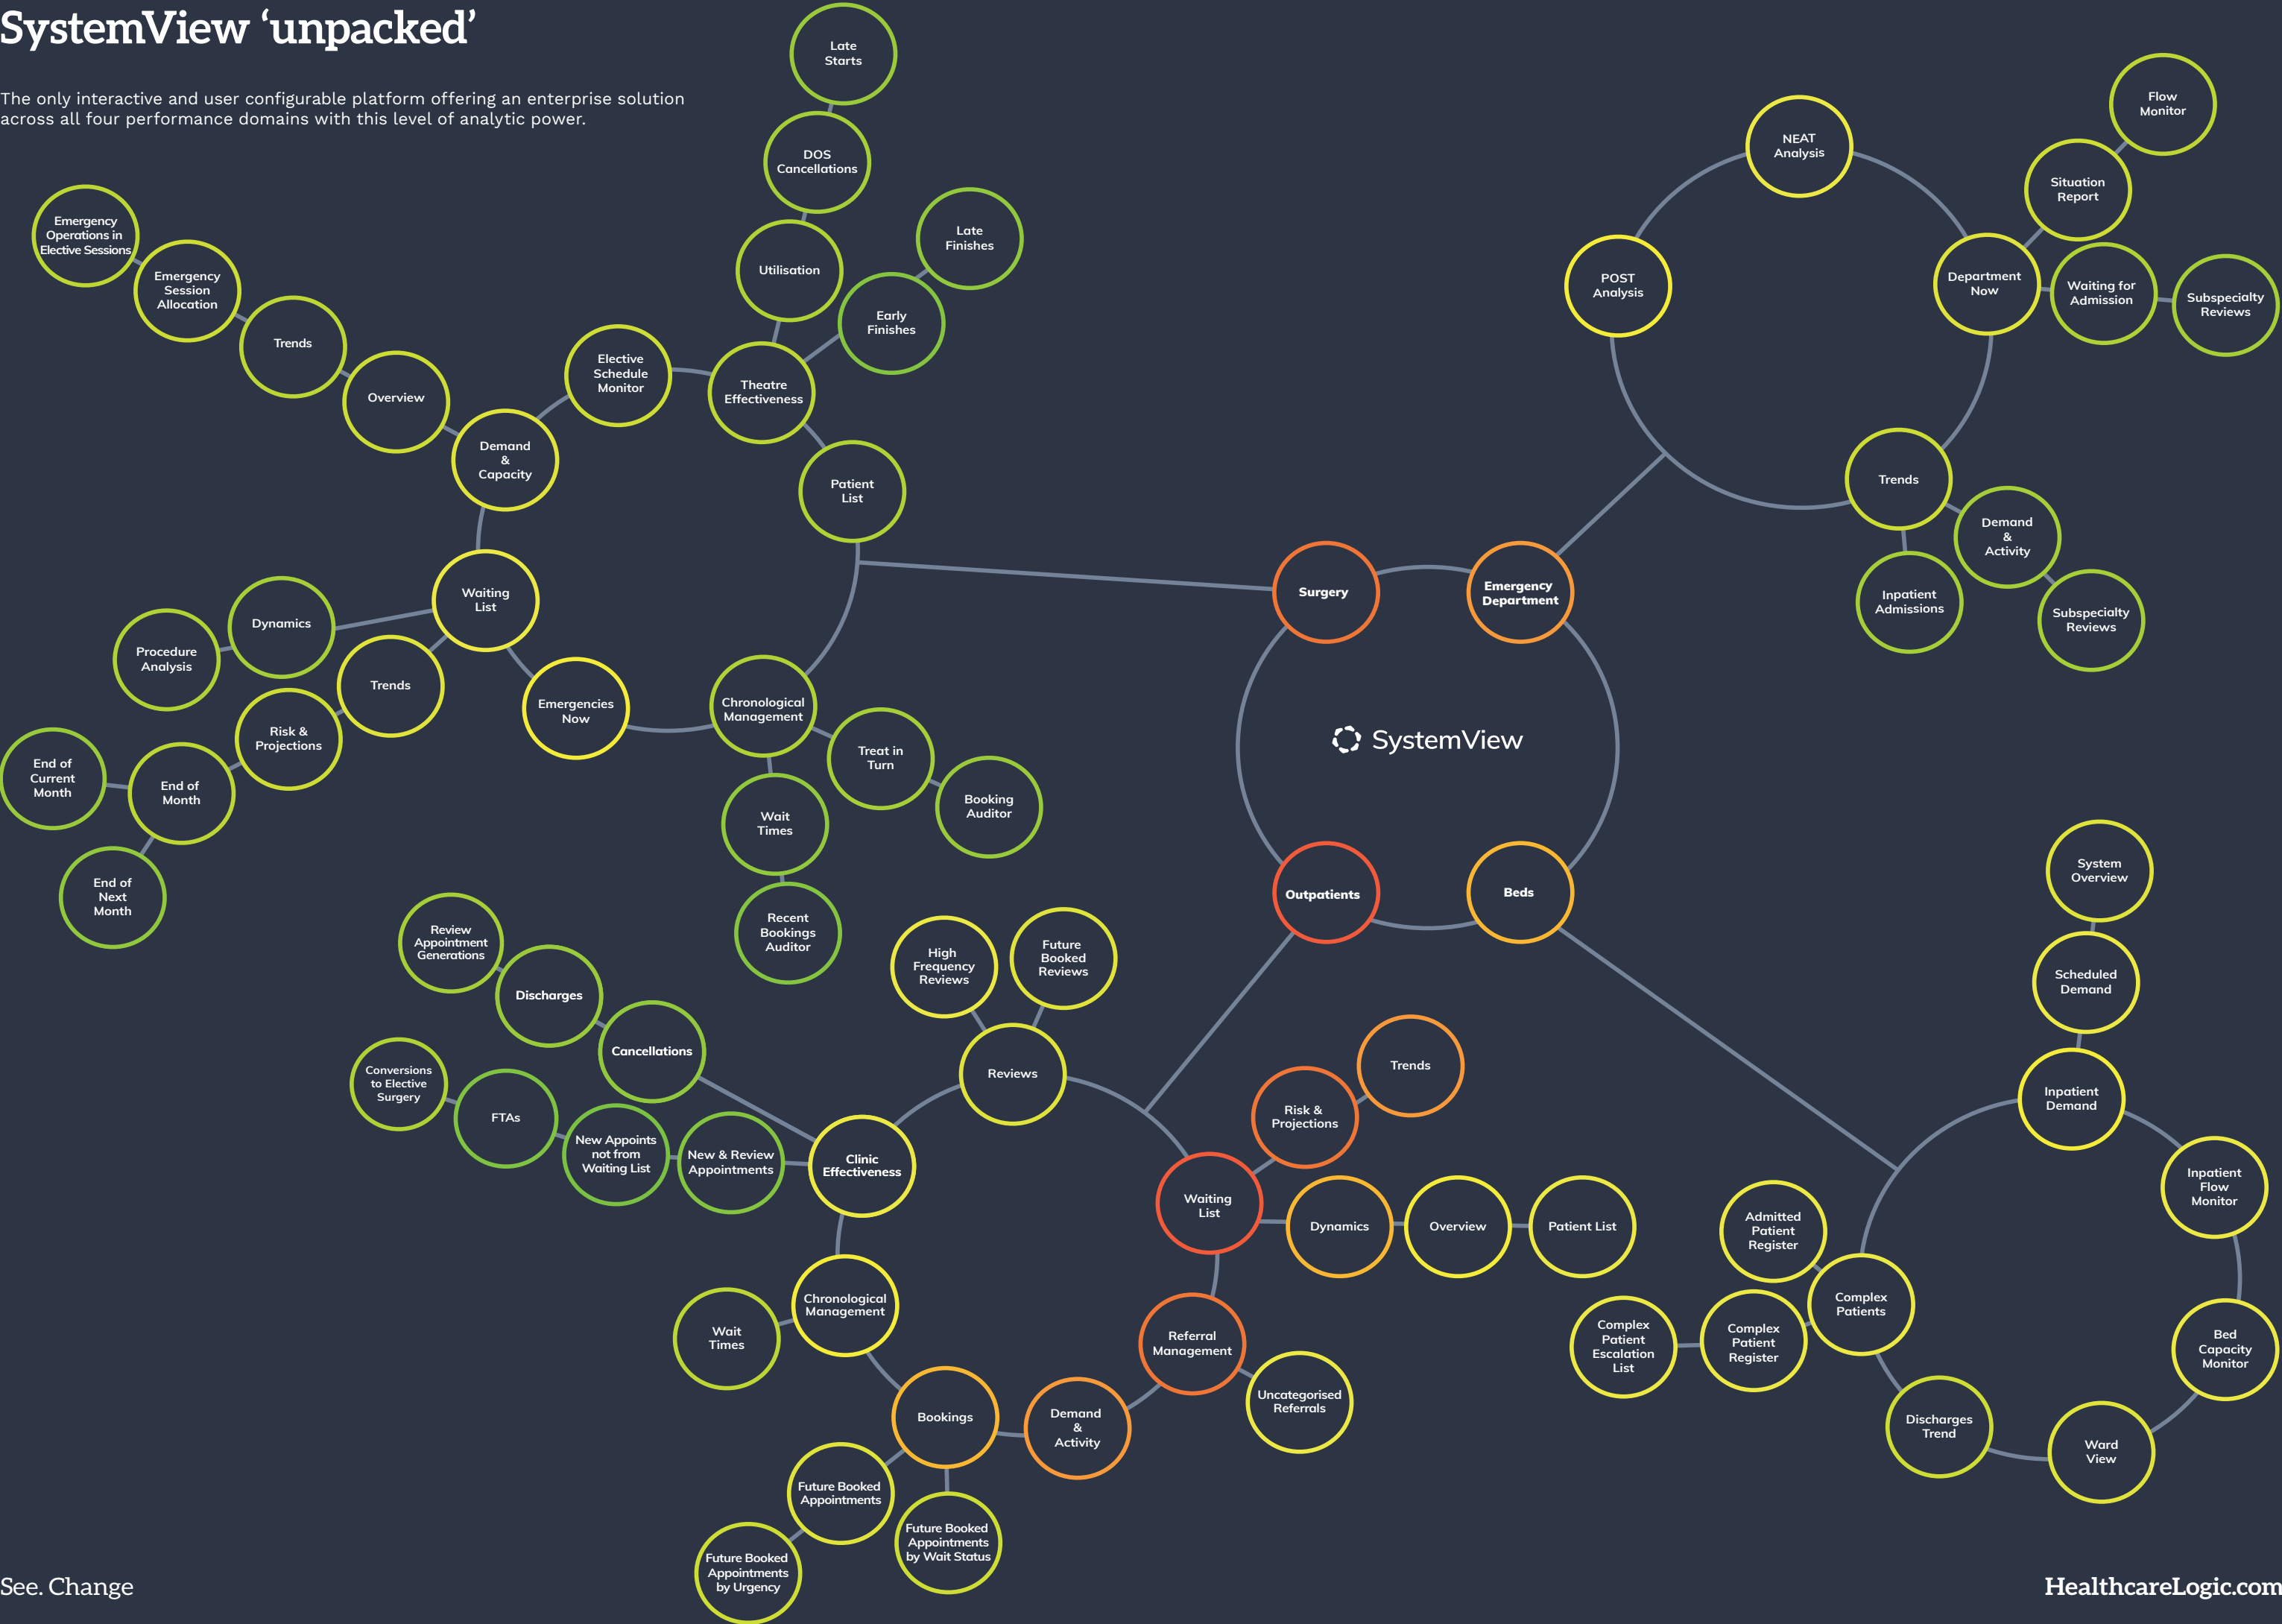 SystemView ‘unpacked’
The only interactive and user configurable platform offering an enterprise solution
across all four performance domains with this level of analytic power.
Late
Starts
DOS
Cancellations
Utilisation
Late
Finishes
Early
Finishes
Theatre
Effectiveness
Elective
Schedule
Monitor
Patient
List
Demand
&
Capacity
Overview
Trends
Emergency
Session
Allocation
Emergency
Operations in
Elective Sessions
Waiting
List
Dynamics
Procedure
Analysis
Trends
Risk &
Projections
End of
Month
End of
Current
Month
End of
Next
Month
Emergencies
Now
Chronological
Management
Treat in
Turn
Booking
Auditor
Wait
Times
Recent
Bookings
Auditor
NEAT
Analysis
POST
Analysis
Department
Now
Situation
Report
Flow
Monitor
Waiting for
Admission
Subspecialty
Reviews
Trends
Demand
&
Activity
Subspecialty
Reviews
Inpatient
Admissions
Surgery
Emergency
Department
SystemView
Outpatients
Beds
Review
Appointment
Generations
Discharges
Cancellations
Conversions
to Elective
Surgery
FTAs
New Appoints
not from
Waiting List
New & Review
Appointments
Clinic
Effectiveness
High
Frequency
Reviews
Future
Booked
Reviews
Reviews
Trends
Risk &
Projections
Waiting
List
Dynamics
Overview
Patient List
Referral
Management
Uncategorised
Referrals
Demand
&
Activity
Bookings
Chronological
Management
Wait
Times
Future Booked
Appointments
Future Booked
Appointments
by Urgency
Future Booked
Appointments
by Wait Status
System
Overview
Scheduled
Demand
Inpatient
Demand
Inpatient
Flow
Monitor
Bed
Capacity
Monitor
Ward
View
Discharges
Trend
Complex
Patients
Admitted
Patient
Register
Complex
Patient
Register
Complex
Patient
Escalation
List
See. Change
HealthcareLogic.com